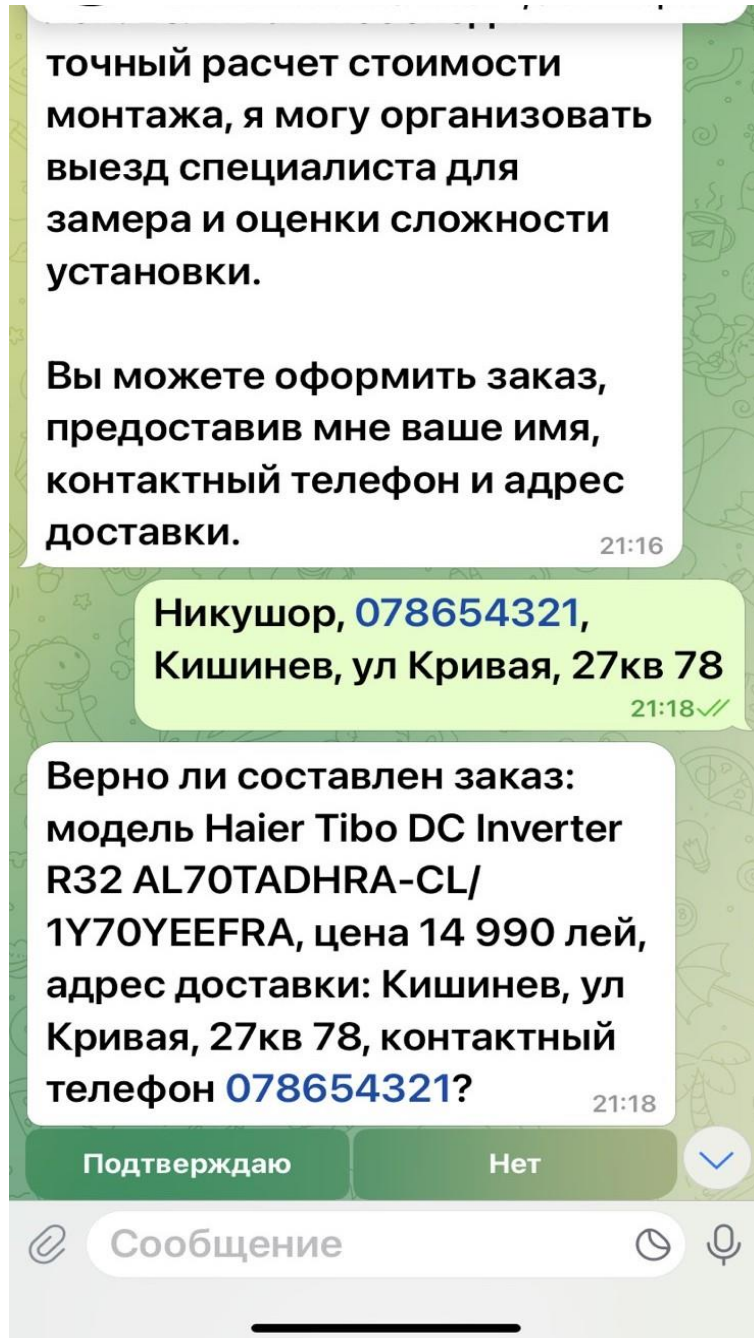 точный расчет стоимости
монтажа, я могу организовать
выезд специалиста для
замера и оценки сложности
установки.
Вы можете оформить заказ,
предоставив мне ваше имя,
контактный телефон и адрес
доставки.
21:16
Никушор, 078654321,
Кишинев, ул Кривая, 27кв 78
21:18
Верно ли составлен заказ:
модель Haier Tibo DC Inverter
R32 AL70TADHRA-CL/
1Y70YEEFRA, цена 14 990 лей,
адрес доставки: Кишинев, ул
Кривая, 27кв 78, контактный
телефон 078654321?
21:18
Подтверждаю Нет
Сообщение